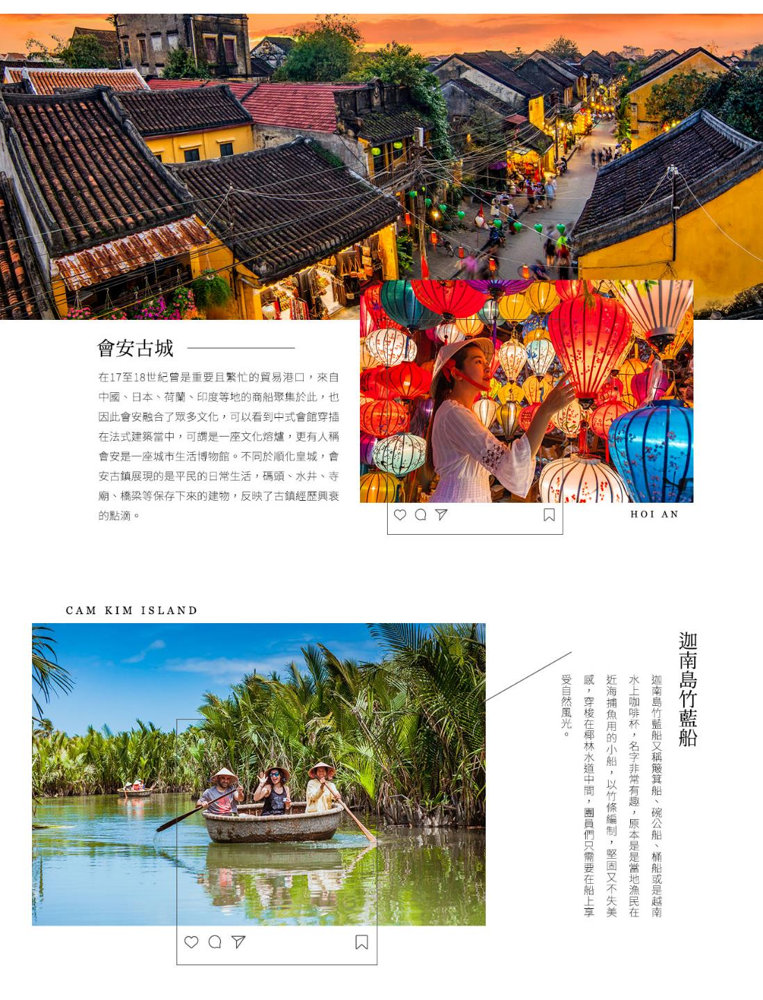 會安古城
在17至18世紀曾是重要且繁忙的貿易港口，來自
中國、日本、荷蘭、印度等地的商船聚集於此，也
因此會安融合了眾多文化，可以看到中式會館穿插
在法式建築當中，可謂是一座文化熔爐，更有人稱
會安是一座城市生活博物館。不同於順化皇城，會
安古鎮展現的是平民的日常生活，碼頭、水井、寺
廟、橋梁等保存下來的建物，反映了古鎮經歷興衰
的點滴。
HOI AN
CAM KIM ISLAND
迦南島竹籃船
迦南島竹籃船又稱簸箕船、碗公船、桶船或是越南
水上咖啡杯，名字非常有趣，原本是是當地漁民在
近海捕魚用的小船，以竹條編制，堅固又不失美
感，穿梭在椰林水道中間，團員們只需要在船上享
受自然風光。